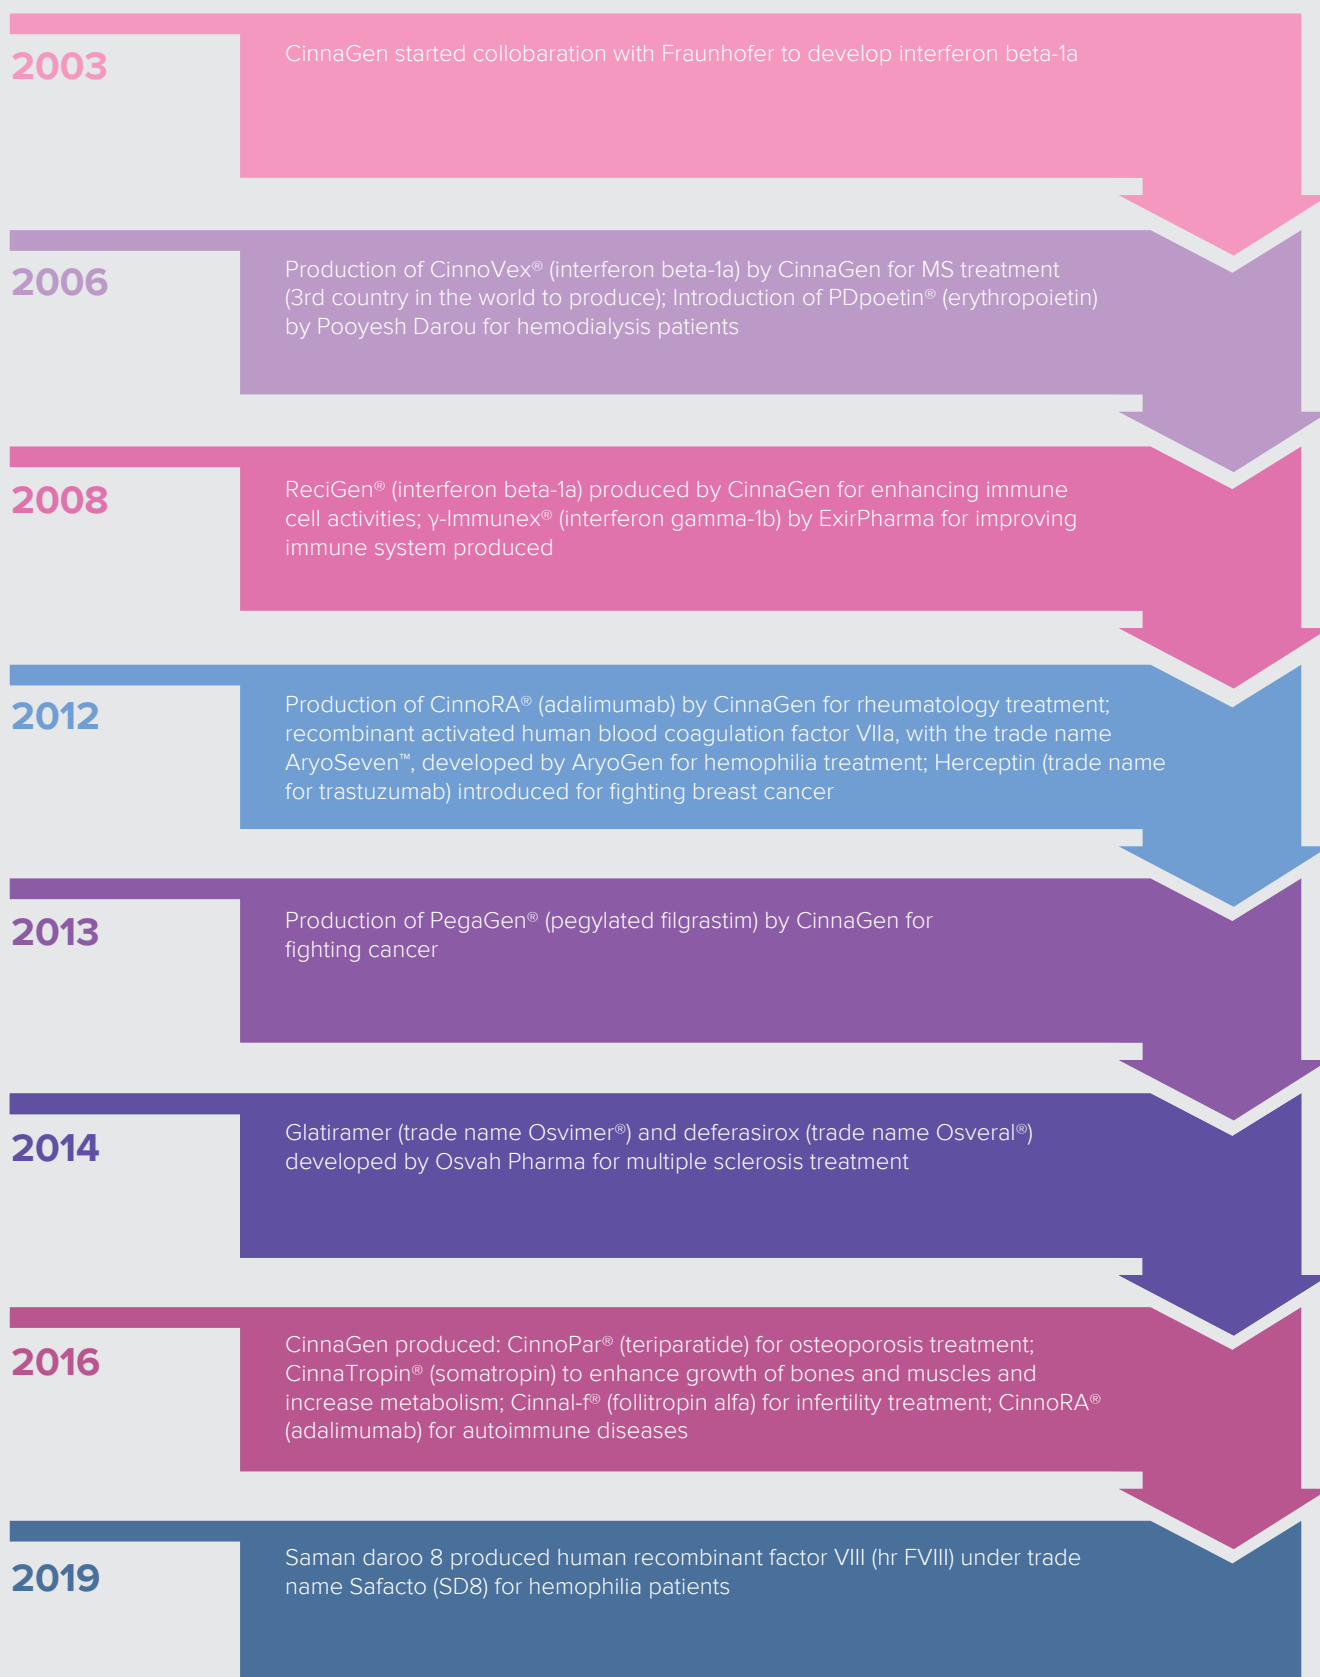 2003
CinnaGen started collobaration with Fraunhofer to develop interferon beta-1a
2006
Production of CinnoVex® (interferon beta-1a) by CinnaGen for MS treatment
(3rd country in the world to produce); Introduction of PDpoetin® (erythropoietin)
by Pooyesh Darou for hemodialysis patients
2008
ReciGen® (interferon beta-1a) produced by CinnaGen for enhancing immune
cell activities; γ-Immunex® (interferon gamma-1b) by ExirPharma for improving
immune system produced
2012
Production of CinnoRA® (adalimumab) by CinnaGen for rheumatology treatment;
recombinant activated human blood coagulation factor VIIa, with the trade name
AryoSeven™, developed by AryoGen for hemophilia treatment; Herceptin (trade name
for trastuzumab) introduced for fighting breast cancer
2013
Production of PegaGen® (pegylated filgrastim) by CinnaGen for
fighting cancer
2014
Glatiramer (trade name Osvimer®) and deferasirox (trade name Osveral®)
developed by Osvah Pharma for multiple sclerosis treatment
2016
CinnaGen produced: CinnoPar® (teriparatide) for osteoporosis treatment;
CinnaTropin® (somatropin) to enhance growth of bones and muscles and
increase metabolism; Cinnal-f® (follitropin alfa) for infertility treatment; CinnoRA®
(adalimumab) for autoimmune diseases
2019
Saman daroo 8 produced human recombinant factor VIII (hr FVIII) under trade
name Safacto (SD8) for hemophilia patients